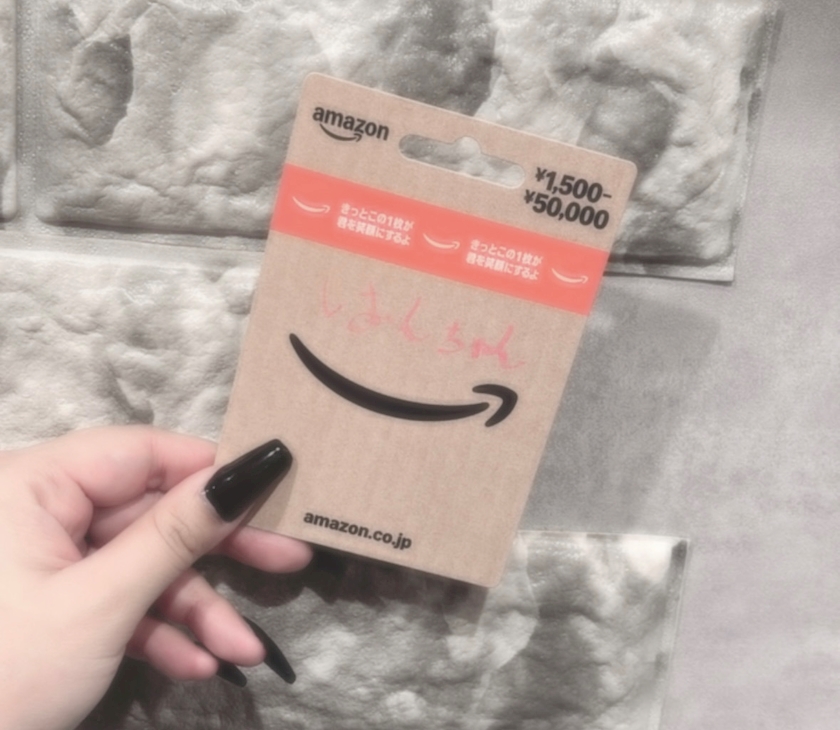 amazon
¥1,500-
¥50,000
きっとこの1枚が
君を笑顔にするよ
きっとこの1枚が
君を笑顔にするよ
しおんちゃん
amazon.co.jp